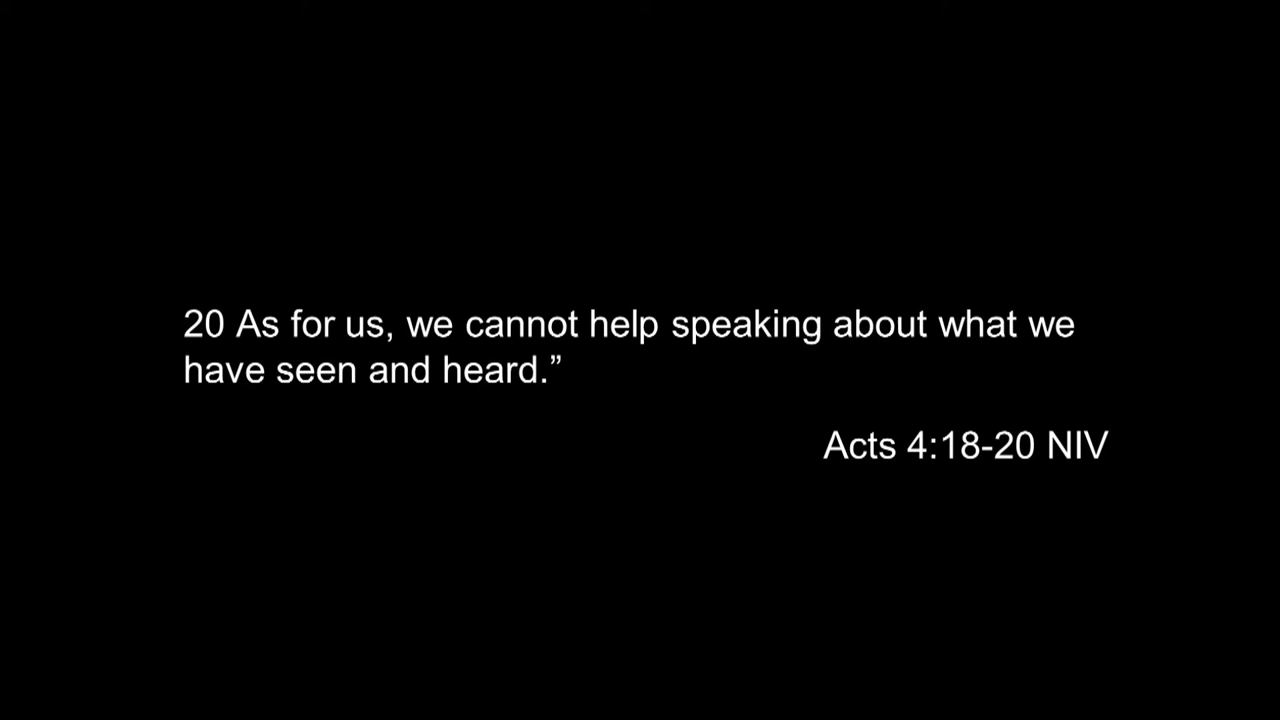 20 As for us, we cannot help speaking about what we
have seen and heard.”
Acts 4:18-20 NIV